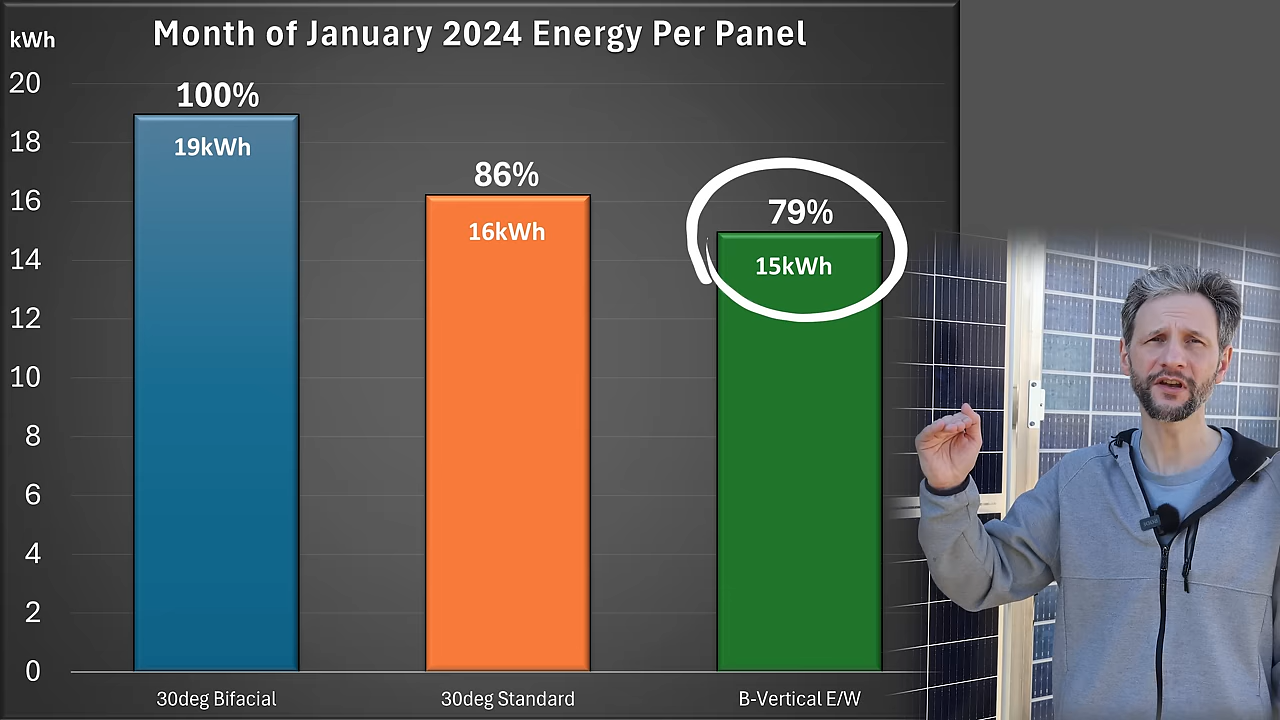 Month of January 2024 Energy Per Panel
kWh
20
18
16
14
12
10
8
6
4
2
0
100%
19kWh
86%
16kWh
79%
15kWh
30deg Bifacial
30deg Standard
B-Vertical E/W